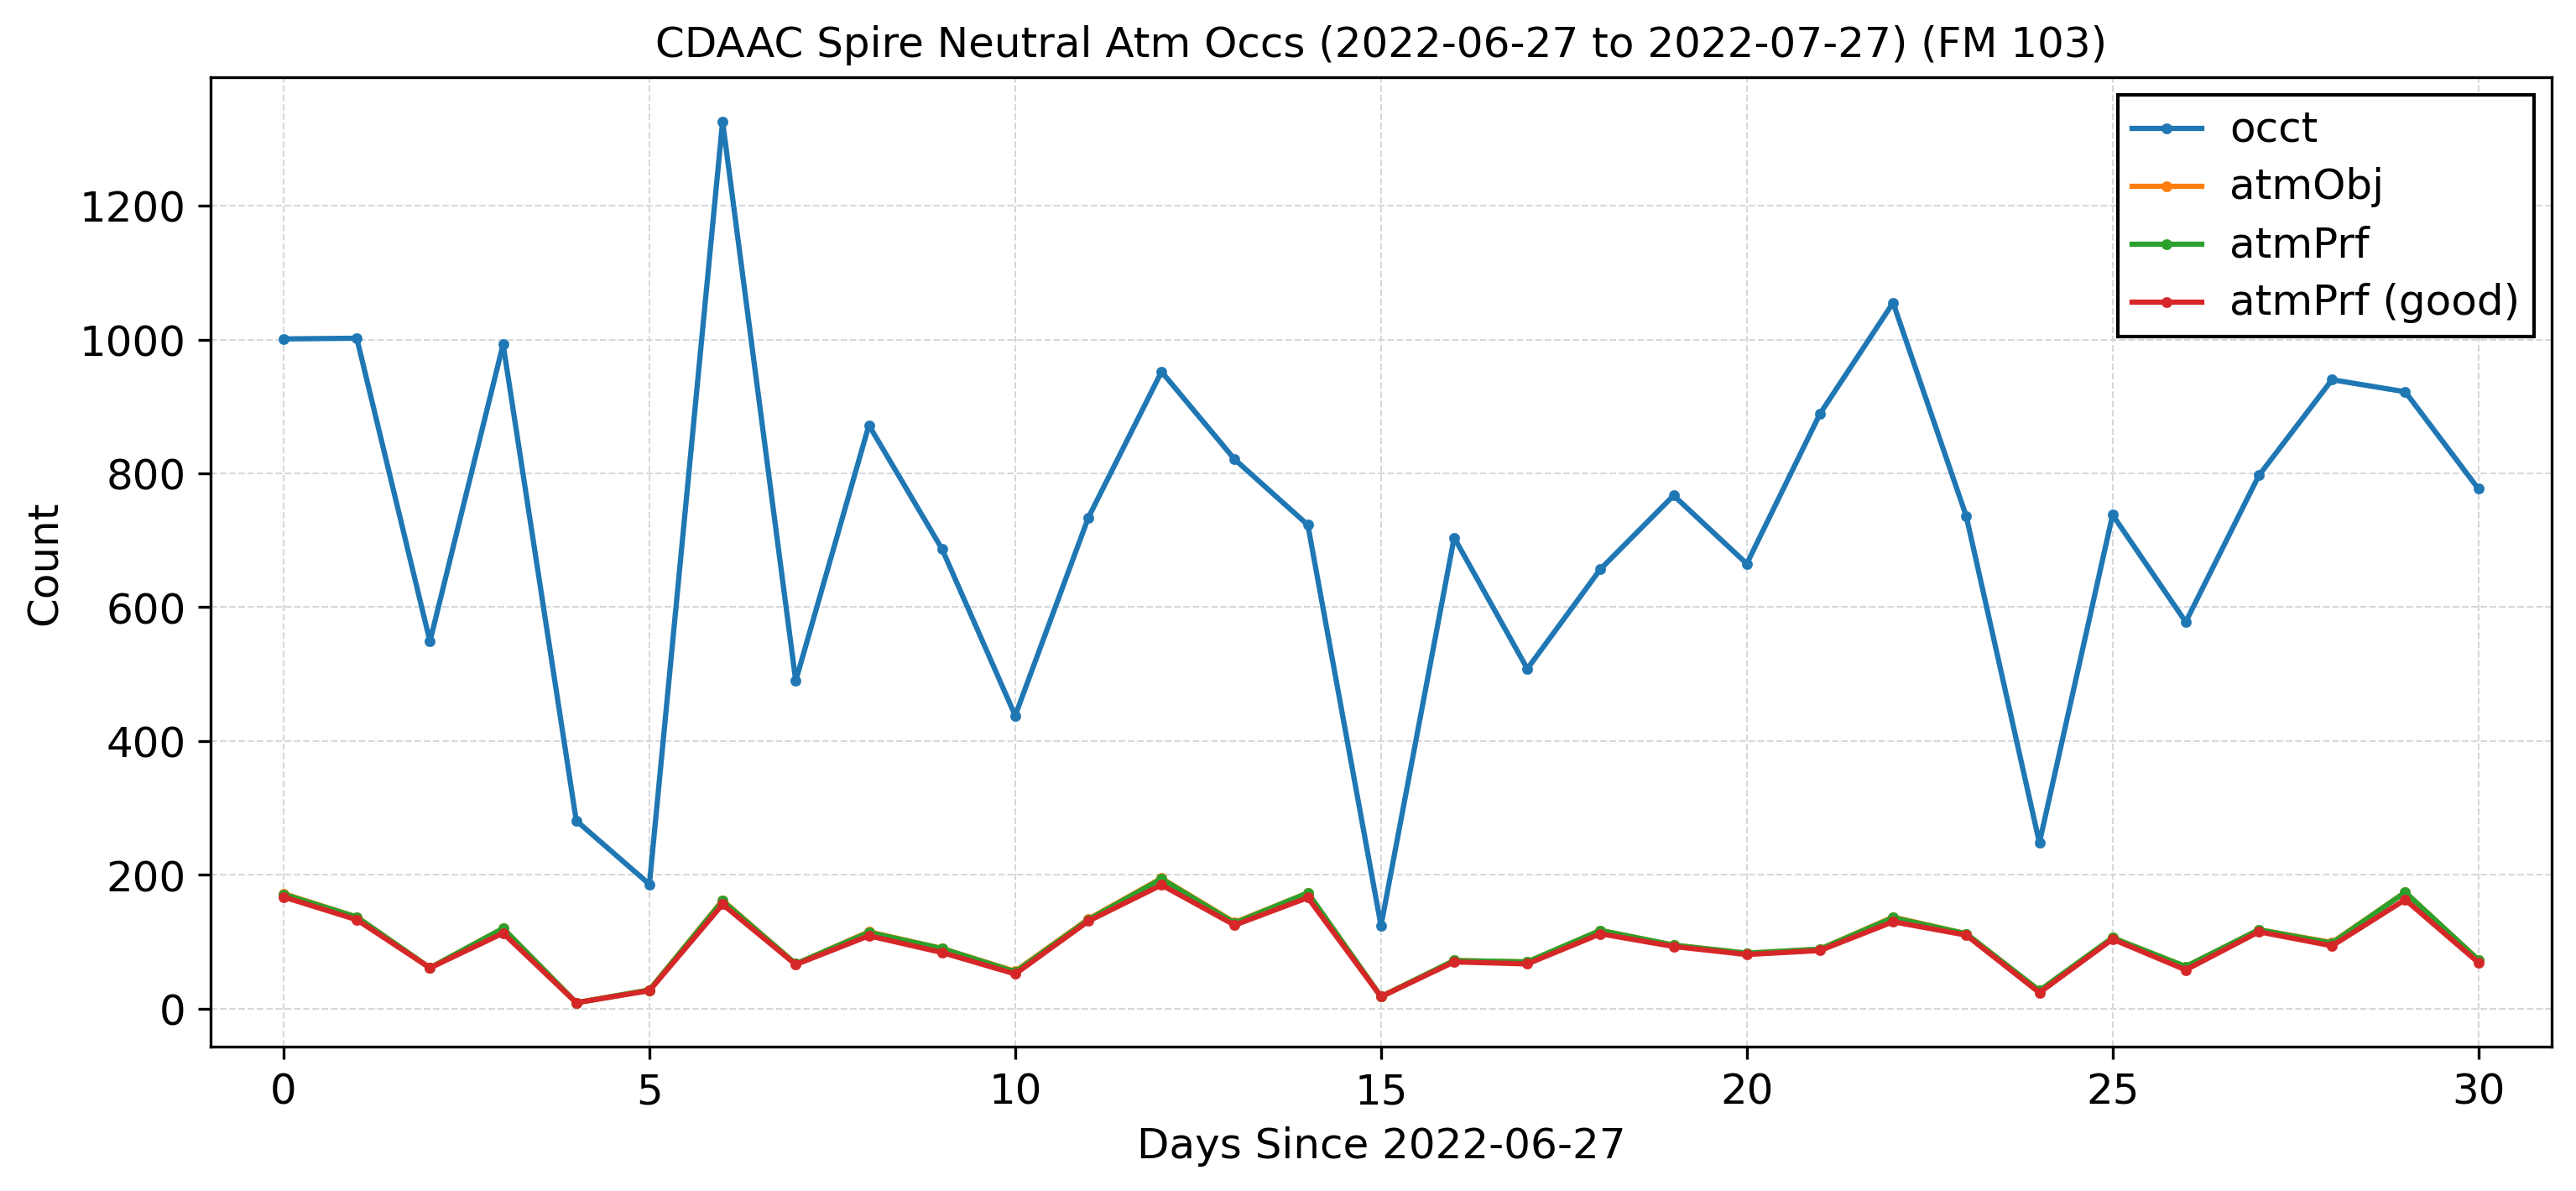 CDAAC Spire Neutral Atm Occs (2022-06-27 to 2022-07-27) (FM 103)
occt
atmObj
atmPrf
atmPrf (good)
Count
1200
1000
800
600
400
200
0
0 5 10 15 20 25 30
Days Since 2022-06-27